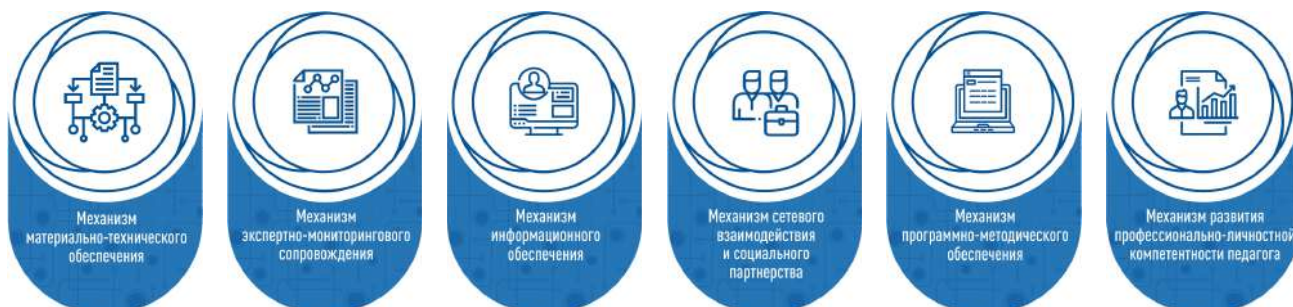 Механизм
материально-технического
обеспечения
Механизм
экспертно-мониторингового
сопровождения
Механизм
информационного
обеспечения
Механизм сетевого
взаимодействия
и социального
партнерства
Механизм
программно-методического
обеспечения
Механизм развития
профессионально-личностной
компетентности педагога